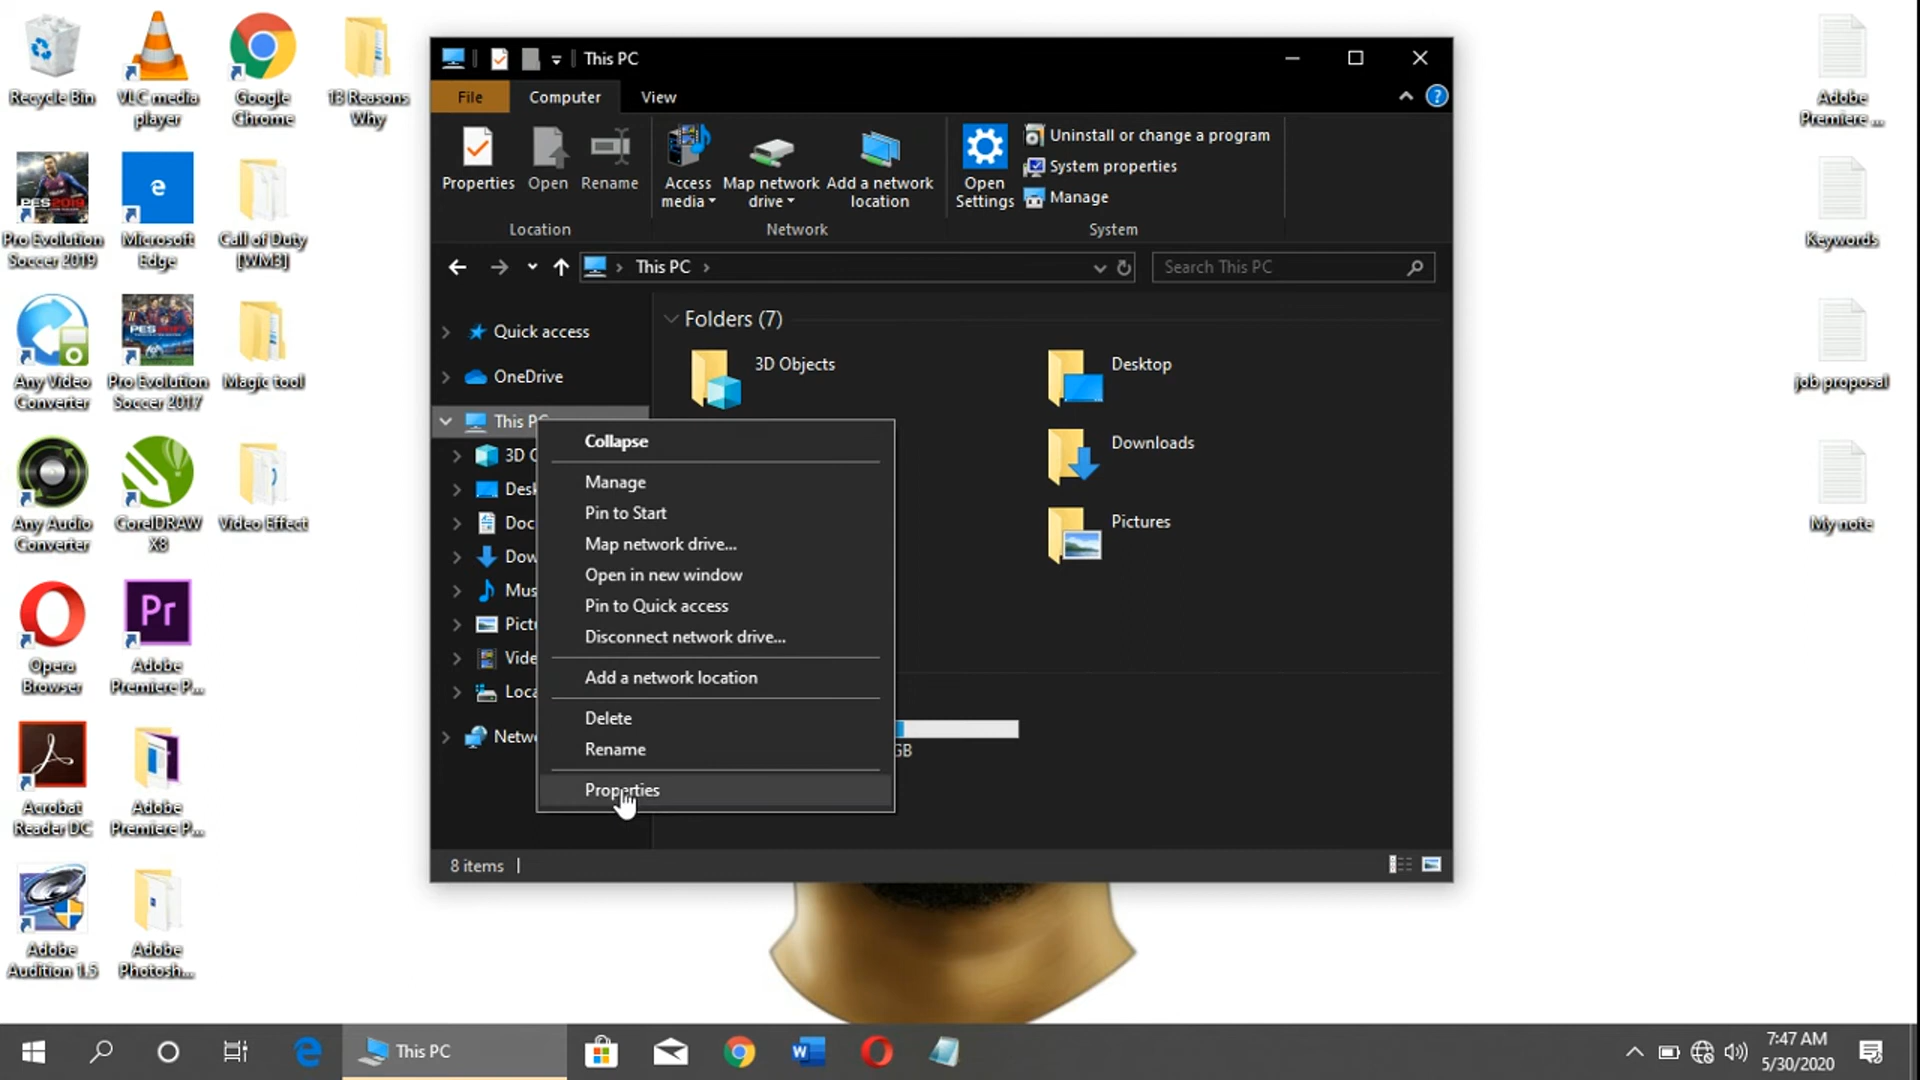 Recycle Bin
VLC media
player
Google
Chrome
13 Reasons
Why
PES2019
Pro Evolution
Soccer 2019
Microsoft
Edge
Call of Duty
[WM3]
Any Video
Converter
PES 2017
Pro Evolution
Soccer 2017
Magic tool
Any Audio
Converter
CorelDRAW
X8
Video Effect
Opera
Browser
Pr
Adobe
Premiere P...
Acrobat
Reader DC
Adobe
Premiere P...
Adobe
Audition 1.5
Adobe
Photosh...
This PC
File
Computer
View
Properties
Open
Rename
Location
Access
media
Map network
drive
Add a network
location
Network
Open
Settings
Uninstall or change a program
System properties
Manage
System
This PC
Search This PC
Quick access
OneDrive
This PC
3D O
Desk
Doc
Dow
Mus
Pict
Vide
Loca
Netwo
Folders (7)
3D Objects
Desktop
Downloads
Pictures
GB
Collapse
Manage
Pin to Start
Map network drive...
Open in new window
Pin to Quick access
Disconnect network drive...
Add a network location
Delete
Rename
Properties
8 items
Adobe
Premiere ...
Keywords
job proposal
My note
This PC
7:47 AM
5/30/2020